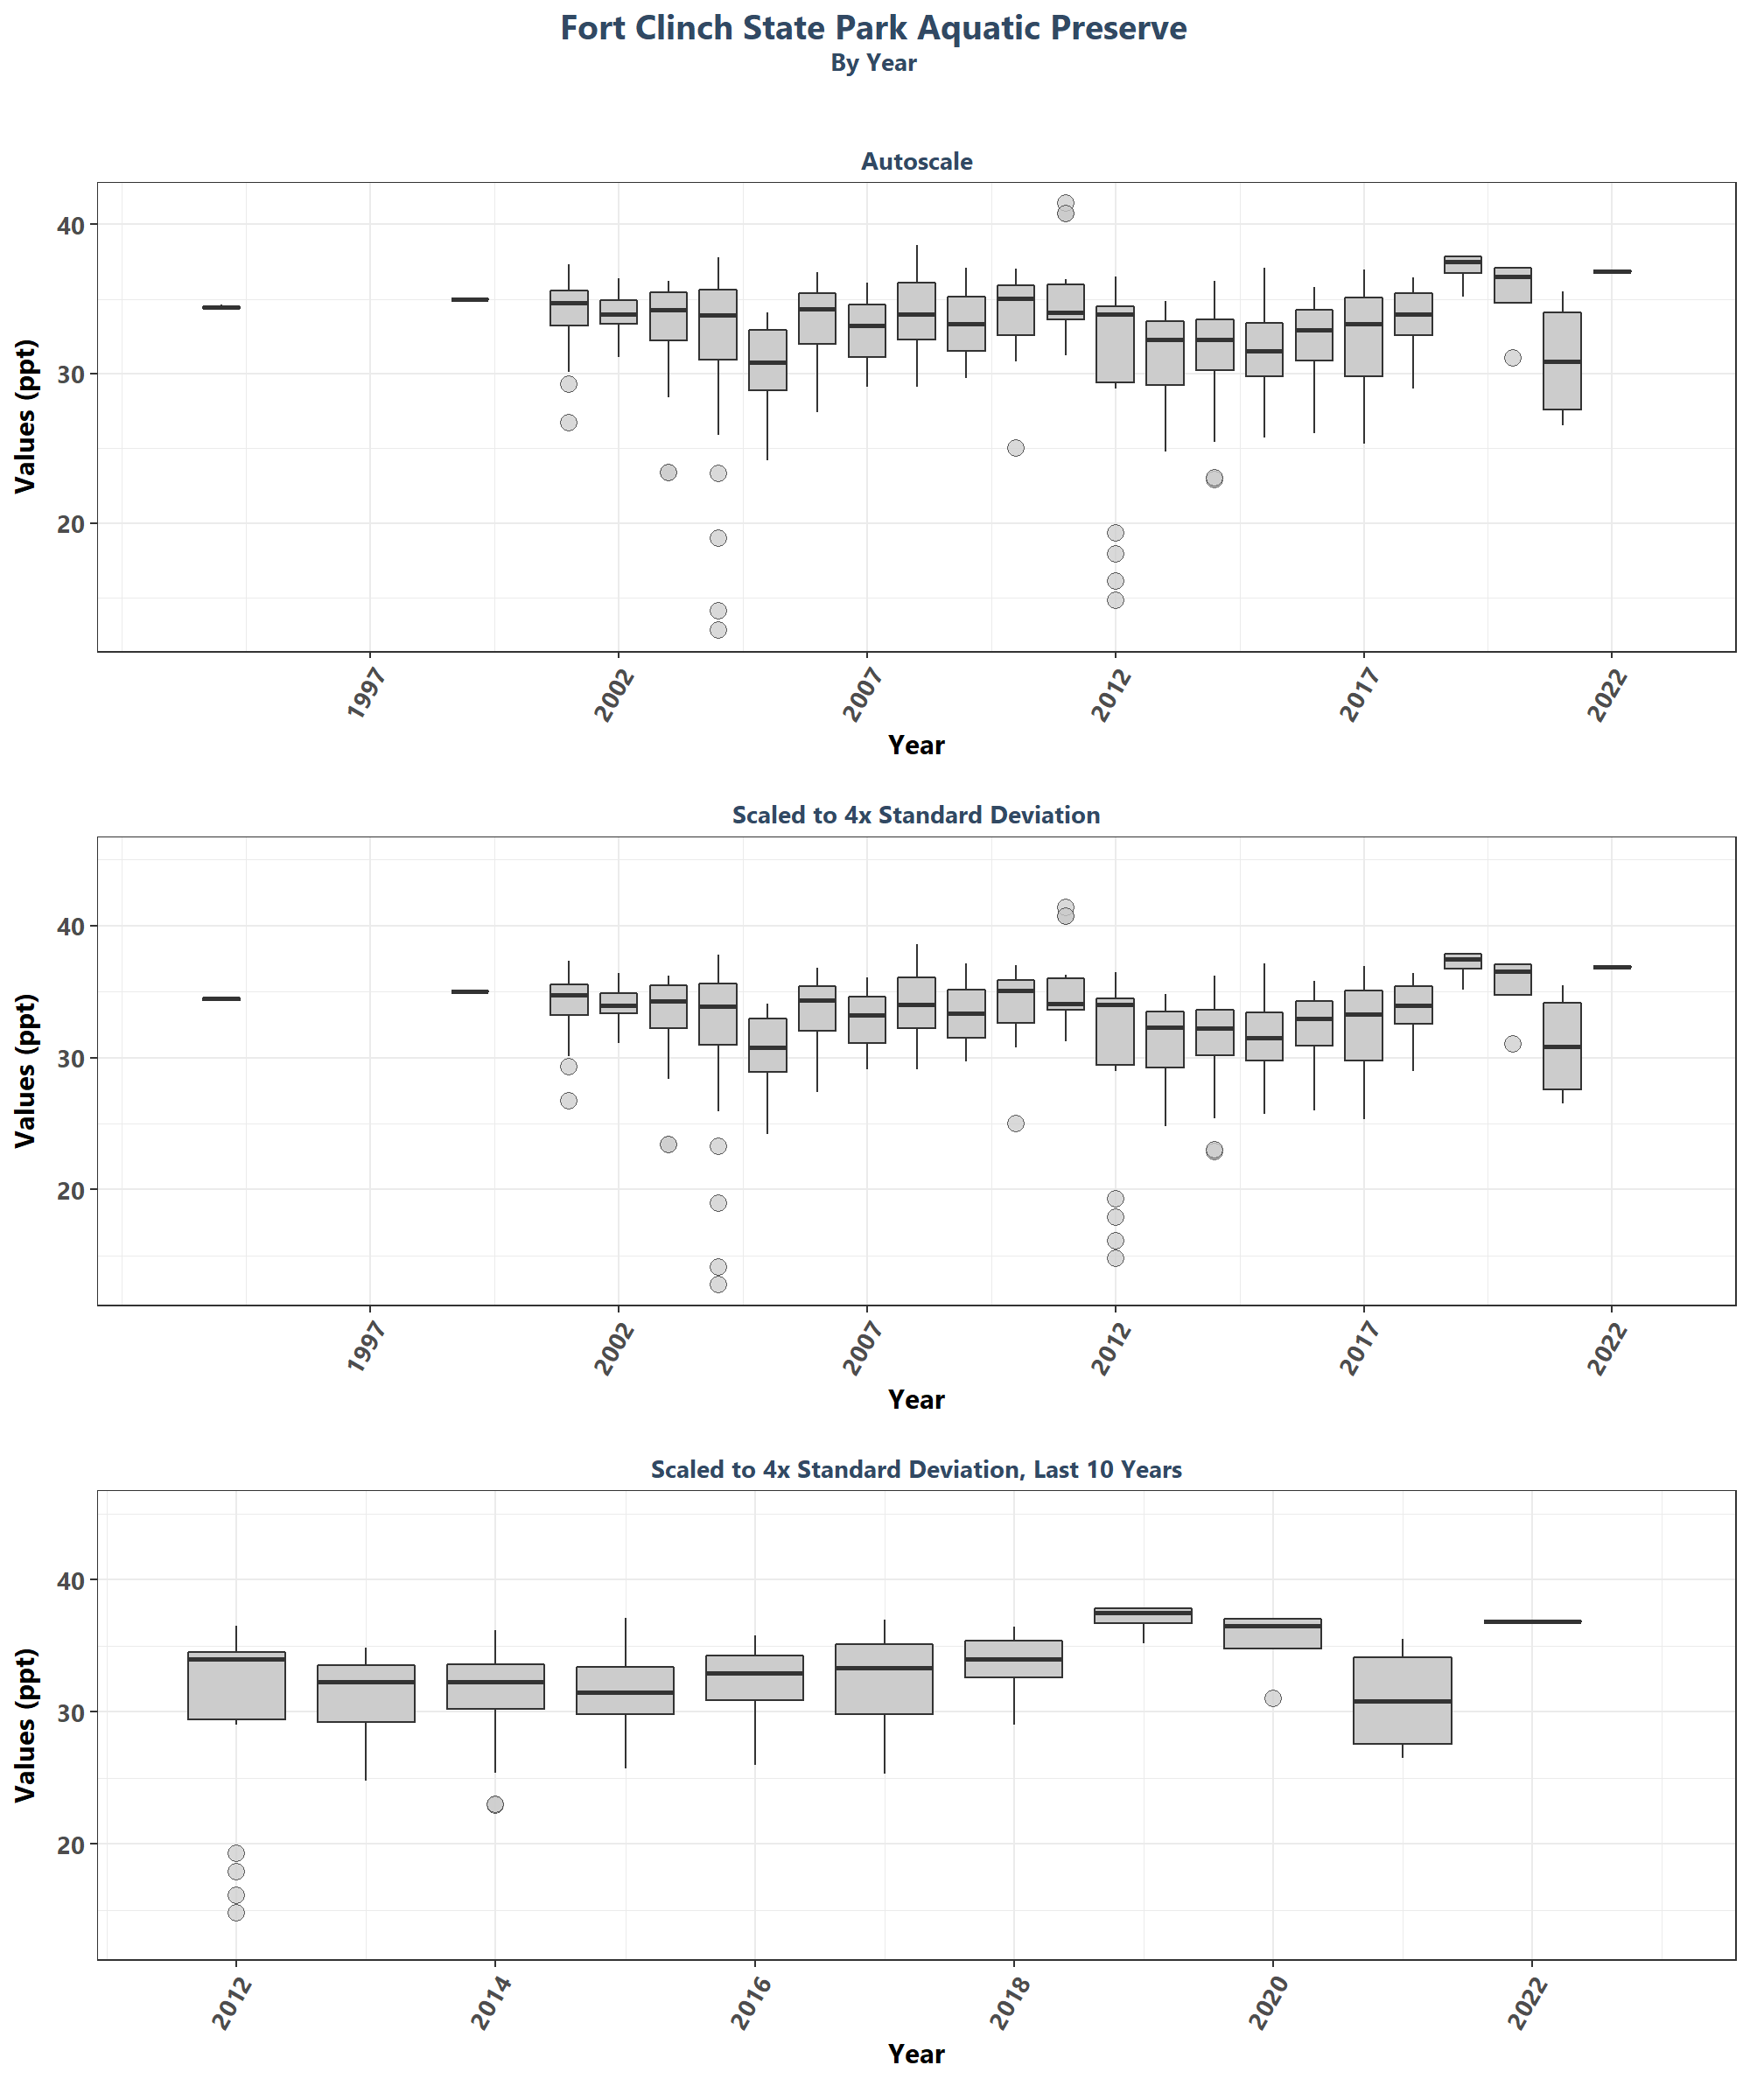 Fort Clinch State Park Aquatic Preserve
By Year
Autoscale
Values (ppt)
40
30
20
1997
2002
2007
2012
2017
2022
Year
Scaled to 4x Standard Deviation
Values (ppt)
40
30
20
1997
2002
2007
2012
2017
2022
Year
Scaled to 4x Standard Deviation, Last 10 Years
Values (ppt)
40
30
20
2012
2014
2016
2018
2020
2022
Year